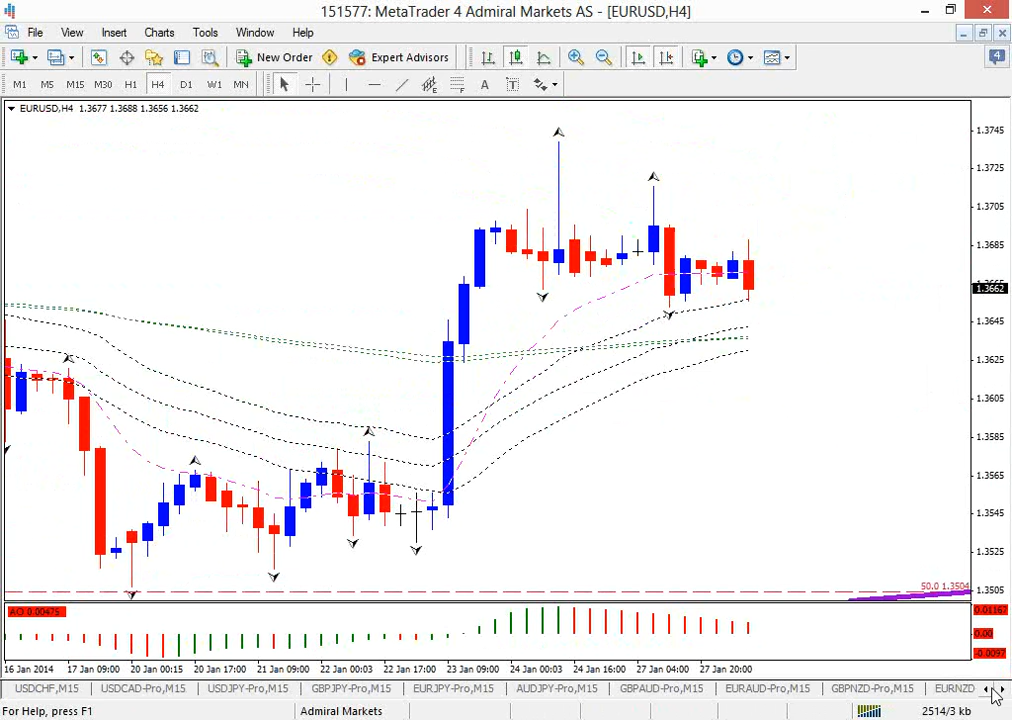 151577: MetaTrader 4 Admiral Markets AS - [EURUSD,H4]
File View Insert Charts Tools Window Help
New Order Expert Advisors 4
M1 M5 M15 M30 H1 H4 D1 W1 MN A T
EURUSD,H4 1.3677 1.3688 1.3656 1.3662
1.3745
1.3725
1.3705
1.3685
1.3662
1.3645
1.3625
1.3605
1.3585
1.3565
1.3545
1.3525
50.0 1.3504
1.3505
AO 0.00475
0.01167
0.00
-0.0097
16 Jan 2014 17 Jan 09:00 20 Jan 00:15 20 Jan 17:00 21 Jan 09:00 22 Jan 00:03 22 Jan 17:00 23 Jan 09:00 24 Jan 00:03 24 Jan 16:00 27 Jan 04:00 27 Jan 20:00
USDCHF,M15 USDCAD-Pro,M15 USDJPY-Pro,M15 GBPJPY-Pro,M15 EURJPY-Pro,M15 AUDJPY-Pro,M15 GBPAUD-Pro,M15 EURAUD-Pro,M15 GBPNZD-Pro,M15 EURNZD
For Help, press F1 Admiral Markets 2514/3 kb